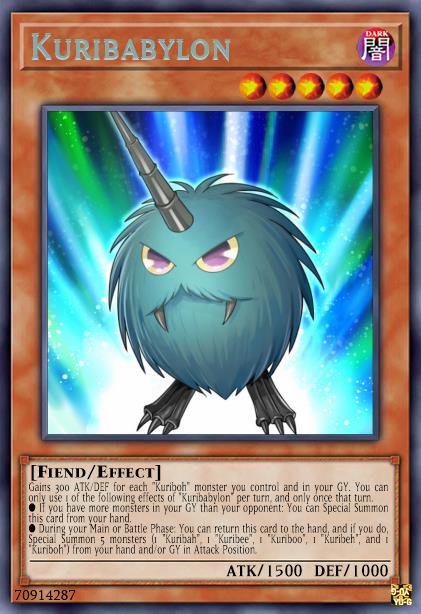 KURIBABYLON
DARK
闇
[FIEND/EFFECT]
Gains 300 ATK/DEF for each "Kuriboh" monster you control and in your GY. You can
only use 1 of the following effects of "Kuribabylon" per turn, and only once that turn.
● If you have more monsters in your GY than your opponent: You can Special Summon
this card from your hand.
● During your Main or Battle Phase: You can return this card to the hand, and if you do,
Special Summon 5 monsters (1 "Kuribah", 1 "Kuribee", 1 "Kuriboo", 1 "Kuribeh", and 1
"Kuriboh") from your hand and/or GY in Attack Position.
ATK/1500 DEF/1000
70914287